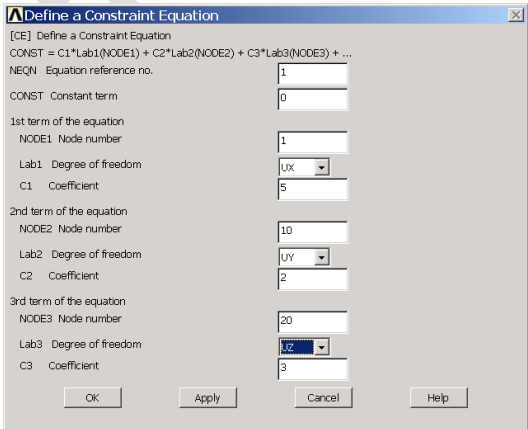 Define a Constraint Equation
[CE] Define a Constraint Equation
CONST = C1*Lab1(NODE1) + C2*Lab2(NODE2) + C3*Lab3(NODE3) + ...
NEQN Equation reference no. 1
CONST Constant term 0
1st term of the equation
NODE1 Node number 1
Lab1 Degree of freedom UX
C1 Coefficient 5
2nd term of the equation
NODE2 Node number 10
Lab2 Degree of freedom UY
C2 Coefficient 2
3rd term of the equation
NODE3 Node number 20
Lab3 Degree of freedom UZ
C3 Coefficient 3
OK Apply Cancel Help